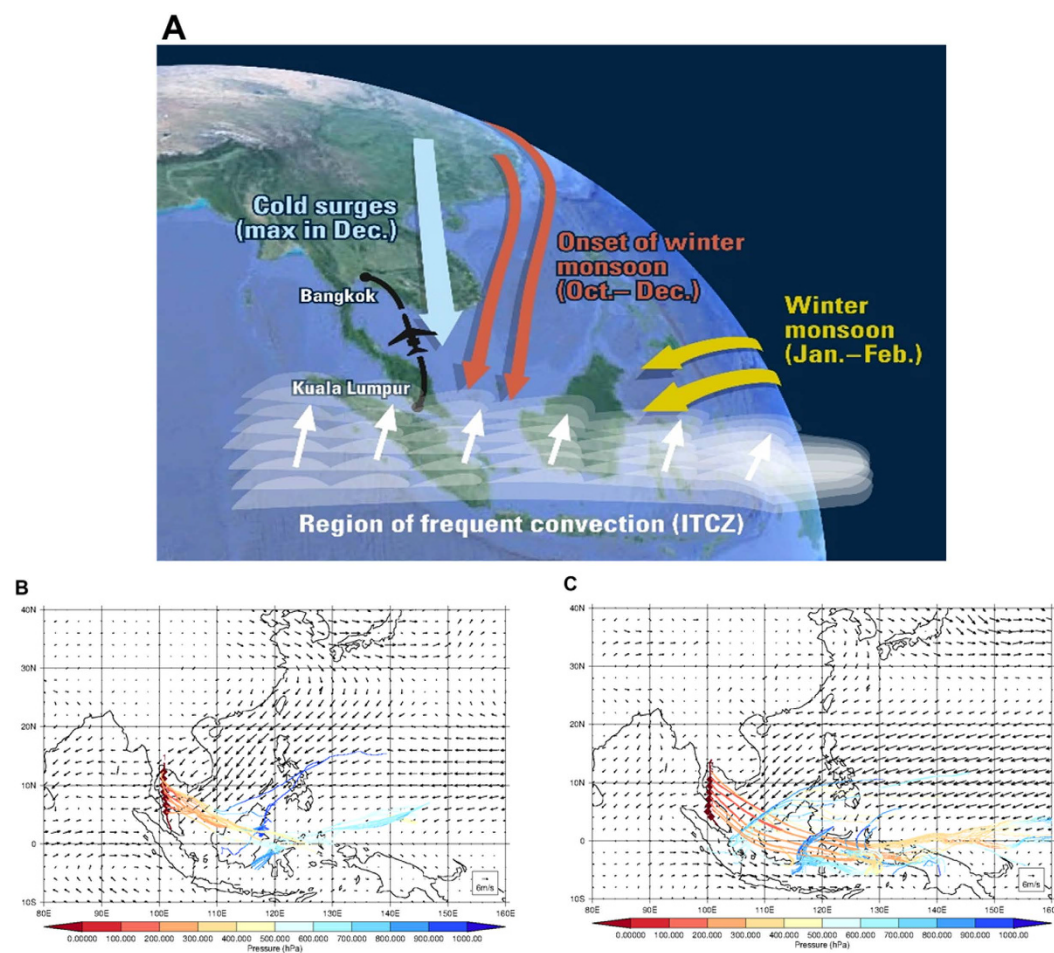 A
Cold surges
(max in Dec.)
Onset of winter
monsoon
(Oct.– Dec.)
Bangkok
Winter
monsoon
(Jan.–Feb.)
Kuala Lumpur
Region of frequent convection (ITCZ)
B
40N
30N
20N
10N
0
10S
80E 90E 100E 110E 120E 130E 140E 150E 160E
6m/s
0.00000 100.000 200.000 300.000 400.000 500.000 600.000 700.000 800.000 900.000 1000.00
Pressure (hPa)
C
40N
30N
20N
10N
0
10S
80E 90E 100E 110E 120E 130E 140E 150E 160E
6m/s
0.00000 100.000 200.000 300.000 400.000 500.000 600.000 700.000 800.000 900.000 1000.00
Pressure (hPa)